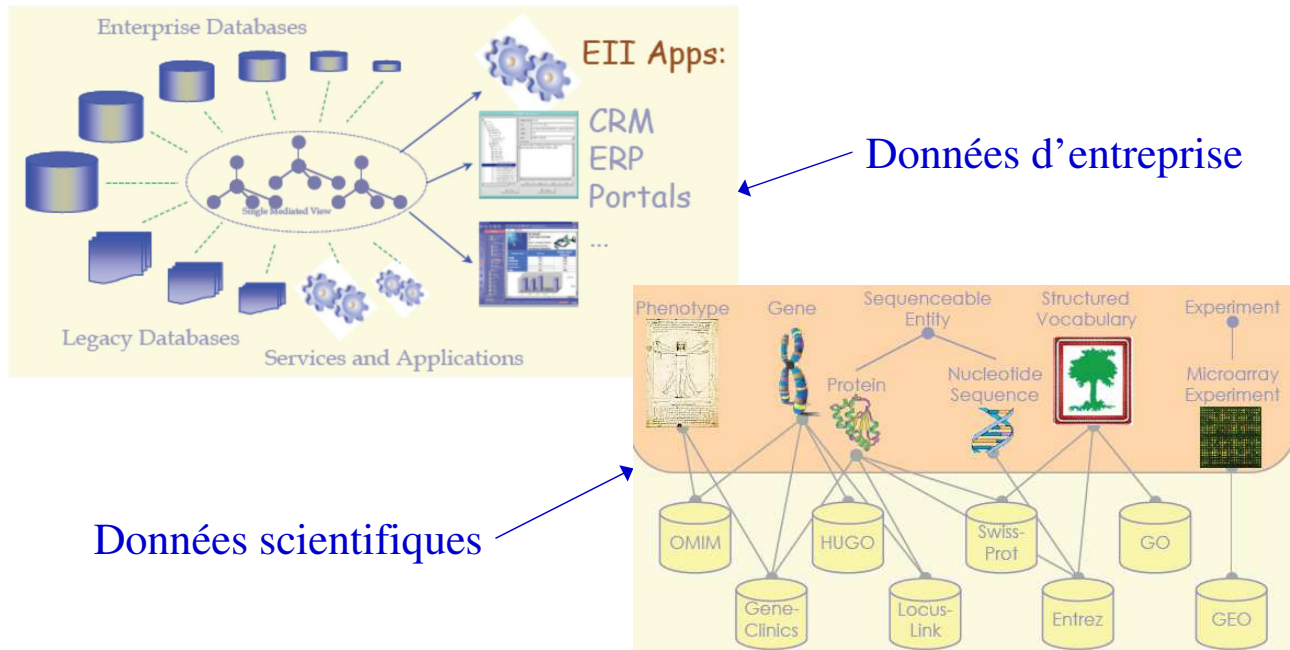 Enterprise Databases
EII Apps:
CRM
ERP
Portals
...
Single Mediated View
Legacy Databases
Services and Applications
Données d’entreprise
Phenotype
Gene
Sequenceable
Entity
Structured
Vocabulary
Experiment
Protein
Nucleotide
Sequence
Microarray
Experiment
OMIM
HUGO
Swiss-
Prot
GO
Gene-
Clinics
Locus-
Link
Entrez
GEO
Données scientifiques